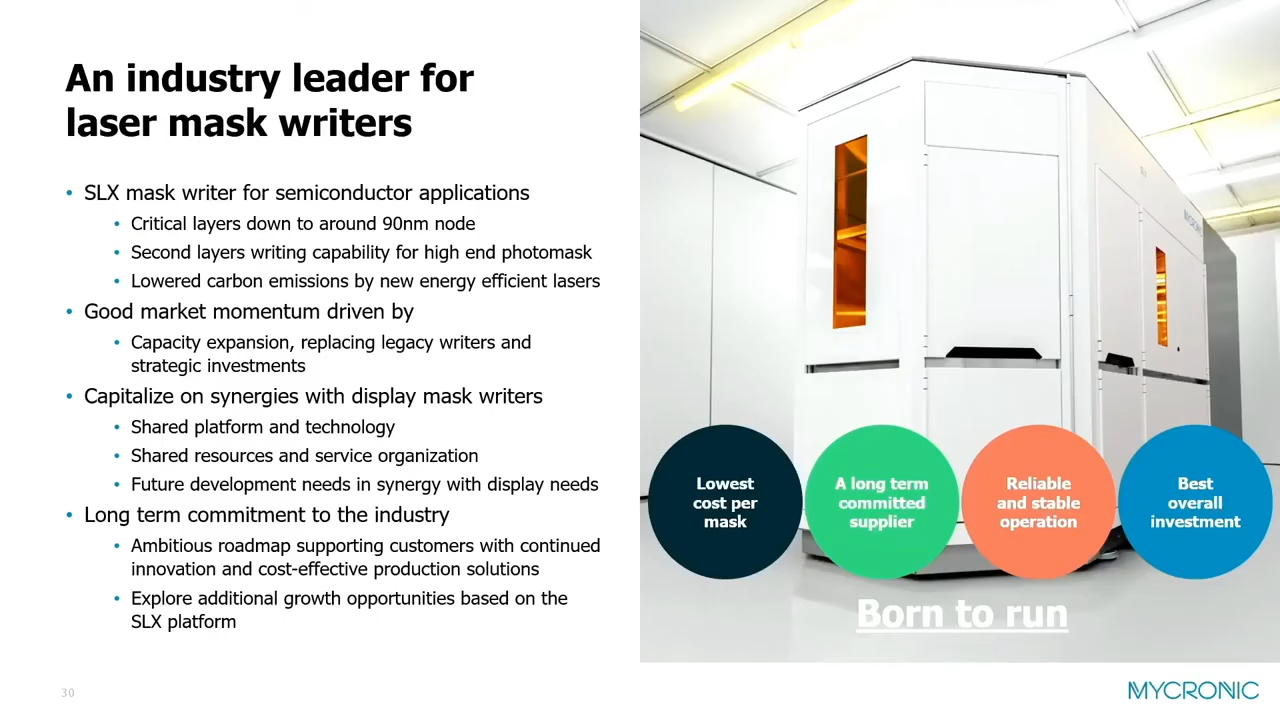 An industry leader for
laser mask writers
• SLX mask writer for semiconductor applications
• Critical layers down to around 90nm node
• Second layers writing capability for high end photomask
• Lowered carbon emissions by new energy efficient lasers
• Good market momentum driven by
• Capacity expansion, replacing legacy writers and
strategic investments
• Capitalize on synergies with display mask writers
• Shared platform and technology
• Shared resources and service organization
• Future development needs in synergy with display needs
• Long term commitment to the industry
• Ambitious roadmap supporting customers with continued
innovation and cost-effective production solutions
• Explore additional growth opportunities based on the
SLX platform
Lowest
cost per
mask
A long term
committed
supplier
Reliable
and stable
operation
Best
overall
investment
Born to run
30
MYCRONIC